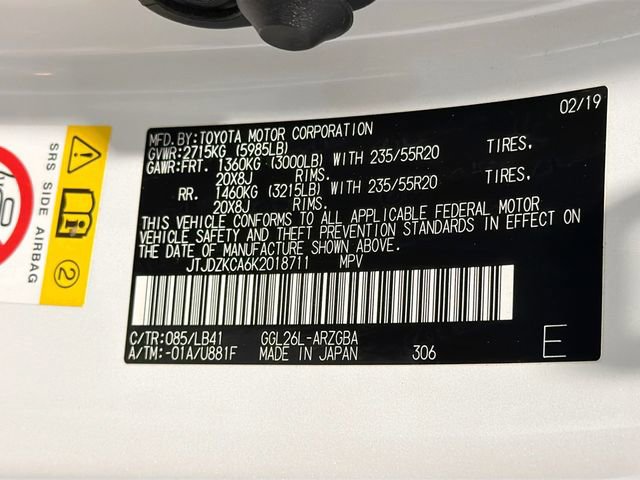 02/19
MFD.BY:TOYOTA MOTOR CORPORATION
GVWR:2715KG (5985LB)
GAWR:FRT. 1360KG (3000LB) WITH 235/55R20 TIRES.
20X8J RIMS.
RR. 1460KG (3215LB) WITH 235/55R20 TIRES.
20X8J RIMS.
THIS VEHICLE CONFORMS TO ALL APPLICABLE FEDERAL MOTOR
VEHICLE SAFETY AND THEFT PREVENTION STANDARDS IN EFFECT ON
THE DATE OF MANUFACTURE SHOWN ABOVE.
JTJDZKCA6K2018711 MPV
C/TR:085/LB41 GGL26L-ARZGBA
A/TM:-01A/U881F MADE IN JAPAN 306 E
SRS SIDE AIRBAG
2